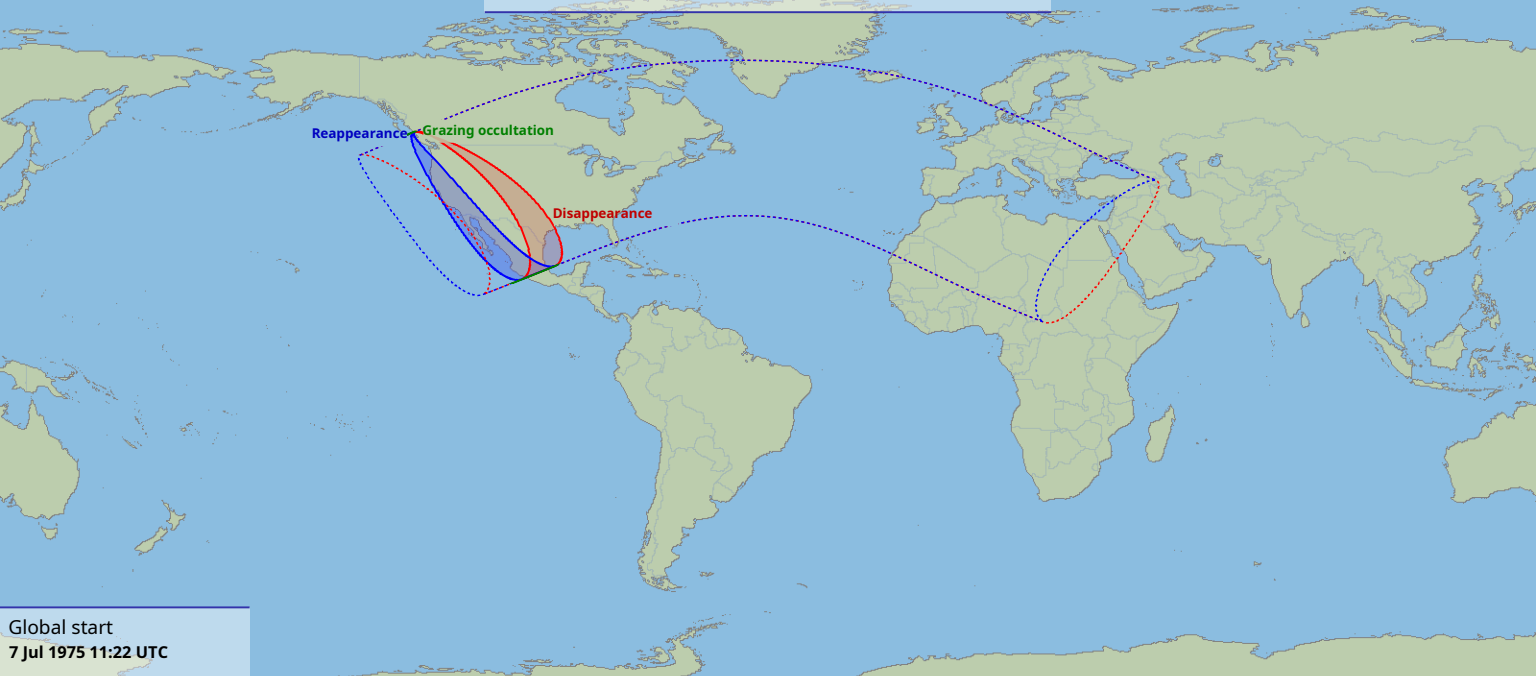 Reappearance
Grazing occultation
Disappearance
Global start
7 Jul 1975 11:22 UTC